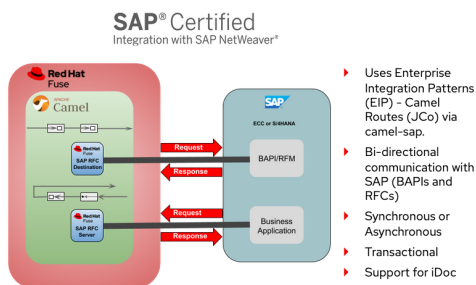 SAP® Certified
Integration with SAP NetWeaver®
Red Hat
Fuse
APACHE
Camel
Red Hat
Fuse
SAP RFC
Destination
Red Hat
Fuse
SAP RFC
Server
Request
Response
Request
Response
SAP
ECC or S/4HANA
BAPI/RFM
Business
Application
Uses Enterprise
Integration Patterns
(EIP) - Camel
Routes (JCo) via
camel-sap.
Bi-directional
communication with
SAP (BAPIs and
RFCs)
Synchronous or
Asynchronous
Transactional
Support for iDoc